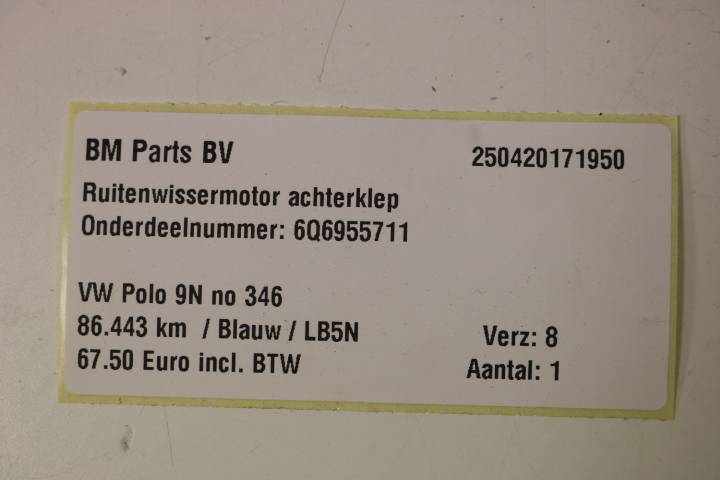 BM Parts BV 250420171950
Ruitenwissermotor achterklep
Onderdeelnummer: 6Q6955711
VW Polo 9N no 346
86.443 km / Blauw / LB5N Verz: 8
67.50 Euro incl. BTW Aantal: 1